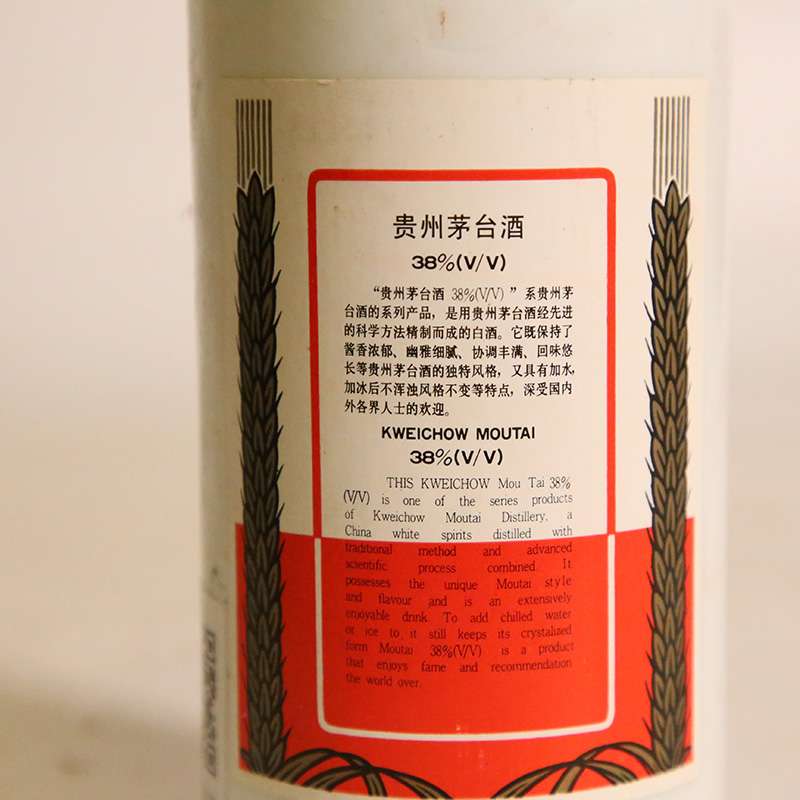 贵州茅台酒
38%(V/V)
“贵州茅台酒 38%(V/V)”系贵州茅
台酒的系列产品，是用贵州茅台酒经先进
的科学方法精制而成的白酒。它既保持了
酱香浓郁、幽雅细腻、协调丰满、回味悠
长等贵州茅台酒的独特风格，又具有加水,
加冰后不浑浊风格不变等特点，深受国内
外各界人士的欢迎。
KWEICHOW MOUTAI
38%(V/V)
THIS KWEICHOW Mou Tai 38%
(V/V) is one of the series products
of Kweichow Moutai Distillery, a
China white spirits distilled with
traditional method and advanced
scientific process combined. It
possesses the unique Moutai style
and flavour and is an extensively
enjoyable drink. To add chilled water
or ice to it still keeps its crystalized
form Moutai 38%(V/V) is a product
that enjoys fame and recommendation
the world over.